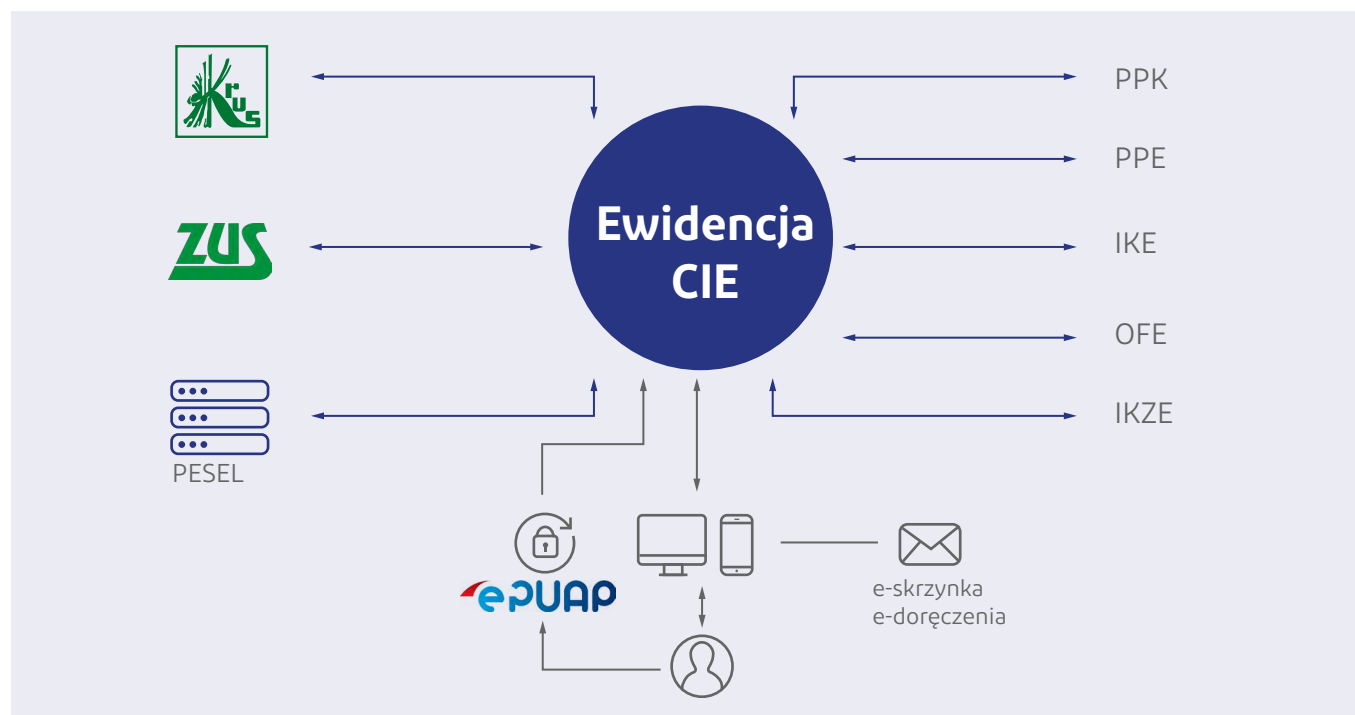 Krus
PPK
PPE
Ewidencja
CIE
ZUS
IKE
OFE
IKZE
PESEL
ePUAP
e-skrzynka
e-doręczenia